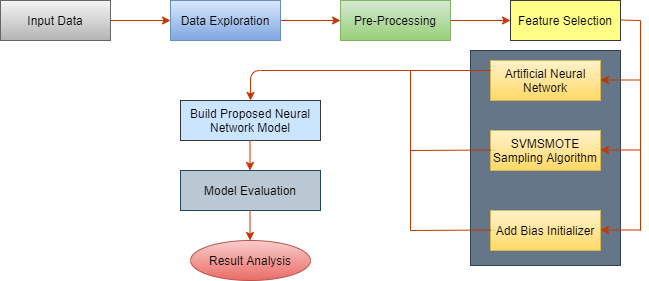 Input Data
Data Exploration
Pre-Processing
Feature Selection
Artificial Neural
Network
SVMSMOTE
Sampling Algorithm
Add Bias Initializer
Build Proposed Neural
Network Model
Model Evaluation
Result Analysis